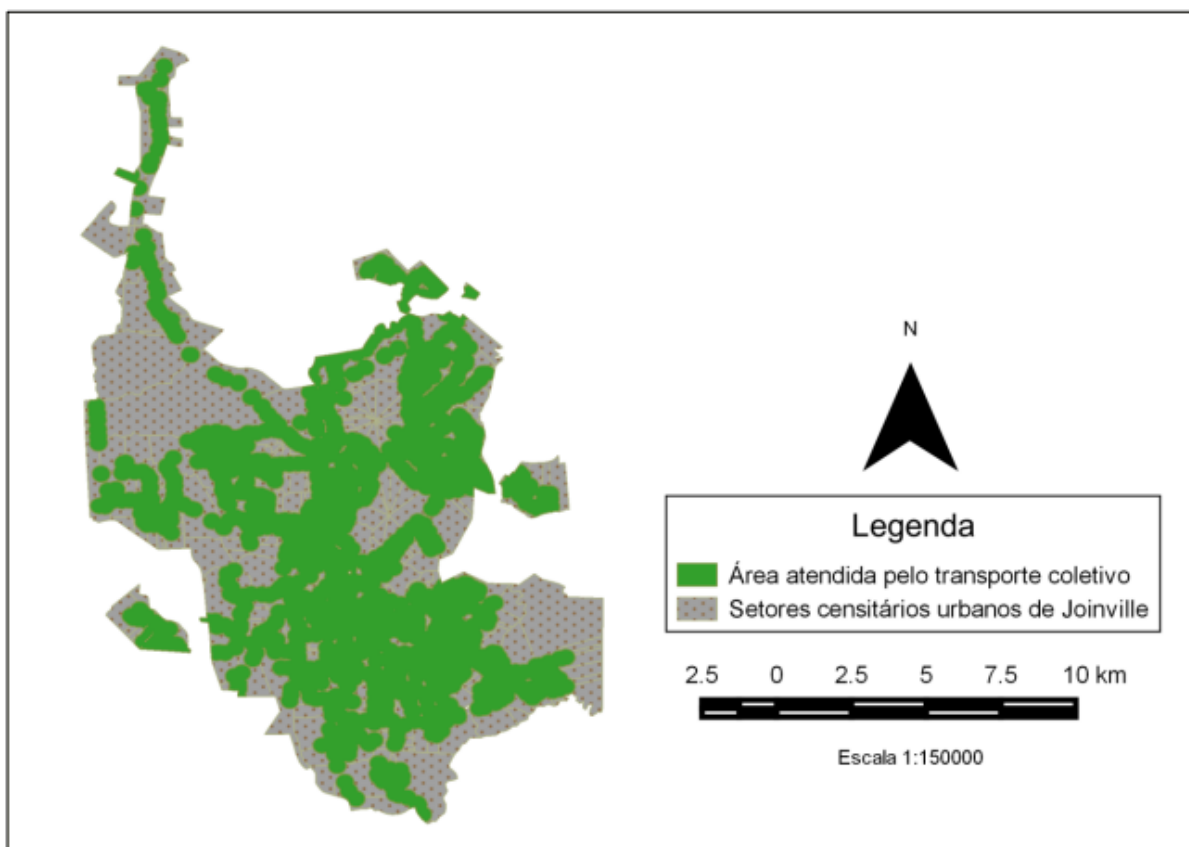 N
Legenda
Área atendida pelo transporte coletivo
Setores censitários urbanos de Joinville
2.5 0 2.5 5 7.5 10 km
Escala 1:150000